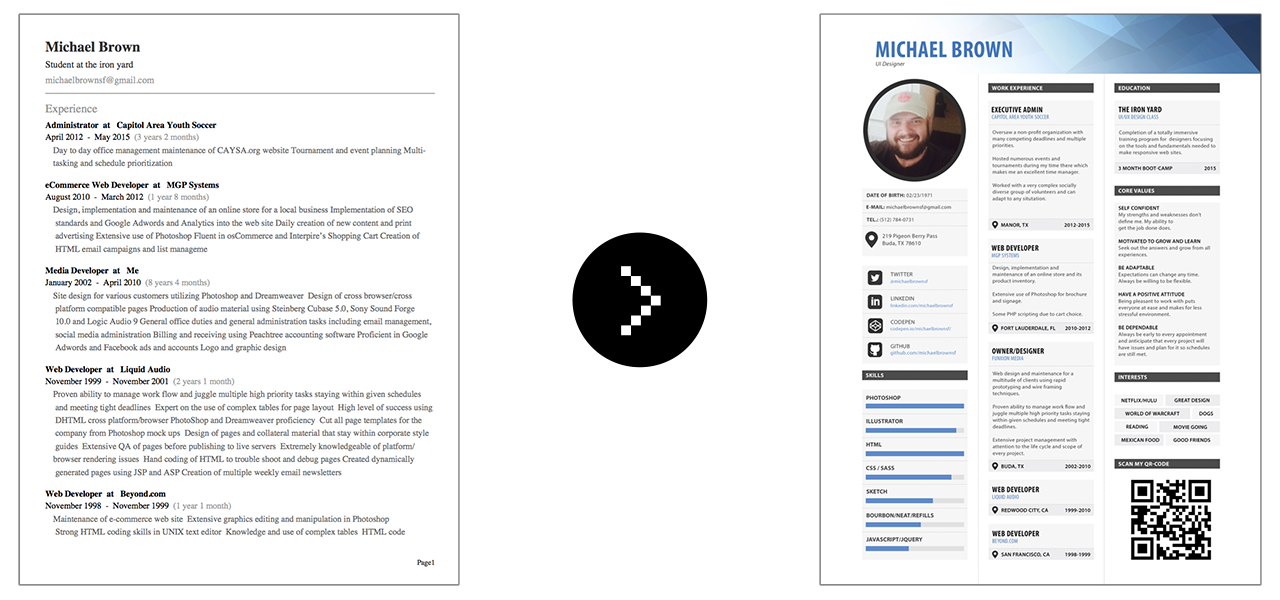 Michael Brown
Student at the iron yard
michaelbrownsf@gmail.com
Experience
Administrator at Capitol Area Youth Soccer
April 2012 - May 2015 (3 years 2 months)
Day to day office management maintenance of CAYSA.org website Tournament and event planning Multi-
tasking and schedule prioritization
eCommerce Web Developer at MGP Systems
August 2010 - March 2012 (1 year 8 months)
Design, implementation and maintenance of an online store for a local business Implementation of SEO
standards and Google Adwords and Analytics into the web site Daily creation of new content and print
advertising Extensive use of Photoshop Fluent in osCommerce and Interpire's Shopping Cart Creation of
HTML email campaigns and list manageme
Media Developer at Me
January 2002 - April 2010 (8 years 4 months)
Site design for various customers utilizing Photoshop and Dreamweaver Design of cross browser/cross
platform compatible pages Production of audio material using Steinberg Cubase 5.0, Sony Sound Forge
10.0 and Logic Audio 9 General office duties and general administration tasks including email management,
social media administration Billing and receiving using Peachtree accounting software Proficient in Google
Adwords and Facebook ads and accounts Logo and graphic design
Web Developer at Liquid Audio
November 1999 - November 2001 (2 years 1 month)
Proven ability to manage work flow and juggle multiple high priority tasks staying within given schedules
and meeting tight deadlines Expert on the use of complex tables for page layout High level of success using
DHTML cross platform/browser PhotoShop and Dreamweaver proficiency Cut all page templates for the
company from Photoshop mock ups Design of pages and collateral material that stay within corporate style
guides Extensive QA of pages before publishing to live servers Extremely knowledgeable of platform/
browser rendering issues Hand coding of HTML to trouble shoot and debug pages Created dynamically
generated pages using JSP and ASP Creation of multiple weekly email newsletters
Web Developer at Beyond.com
November 1998 - November 1999 (1 year 1 month)
Maintenance of e-commerce web site Extensive graphics editing and manipulation in Photoshop
Strong HTML coding skills in UNIX text editor Knowledge and use of complex tables HTML code
Page1
MICHAEL BROWN
UI Designer
DATE OF BIRTH: 02/23/1971
E-MAIL: michaelbrownsf@gmail.com
TEL.: (512) 784-0731
219 Pigeon Berry Pass
Buda, TX 78610
TWITTER
@michaelbrownsf
LINKEDIN
linkedin.com/michaelbrownsf
CODEPEN
codepen.io/michaelbrownsf
GITHUB
github.com/michaelbrownsf
SKILLS
PHOTOSHOP
ILLUSTRATOR
HTML
CSS / SASS
SKETCH
BOURBON/NEAT/REFILLS
JAVASCRIPT/JQUERY
WORK EXPERIENCE
EXECUTIVE ADMIN
CAPITOL AREA YOUTH SOCCER
Oversaw a non-profit organization with
many competing deadlines and multiple
priorities.
Hosted numerous events and
tournaments during my time there which
makes me an excellent time manager.
Worked with a very complex socially
diverse group of volunteers and can
adapt to any situtation.
MANOR, TX 2012-2015
WEB DEVELOPER
MGP SYSTEMS
Design, implementation and
maintenance of an online store and its
product inventory.
Extensive use of Photoshop for brochure
and signage.
Some PHP scripting due to cart choice.
FORT LAUDERDALE, FL 2010-2012
OWNER/DESIGNER
FUNXION MEDIA
Web design and maintenance for a
multitude of clients using rapid
prototyping and wire framing
techniques.
Proven ability to manage work flow and
juggle multiple high priority tasks staying
within given schedules and meeting tight
deadlines.
Extensive project management with
attention to the life cycle and scope of
every project.
BUDA, TX 2002-2010
WEB DEVELOPER
LIQUID AUDIO
REDWOOD CITY, CA 1999-2010
WEB DEVELOPER
BEYOND.COM
SAN FRANCISCO, CA 1998-1999
EDUCATION
THE IRON YARD
UI/UX DESIGN CLASS
Completion of a totally immersive
training program for designers focusing
on the tools and fundamentals needed to
make responsive web sites.
3 MONTH BOOT-CAMP 2015
CORE VALUES
SELF CONFIDENT
My strengths and weaknesses don't
define me. My ability to
get the job done does.
MOTIVATED TO GROW AND LEARN
Seek out the answers and grow from all
experiences.
BE ADAPTABLE
Expectations can change any time.
Always be willing to be flexible.
HAVE A POSITIVE ATTITUDE
Being pleasant to work with puts
everyone at ease and makes for less
stressful environment.
BE DEPENDABLE
Always be early to every appointment
and anticipate that every project will
have issues and plan for it so schedules
are still met.
INTERESTS
NETFLIX/HULU GREAT DESIGN
WORLD OF WARCRAFT DOGS
READING MOVIE GOING
MEXICAN FOOD GOOD FRIENDS
SCAN MY QR-CODE